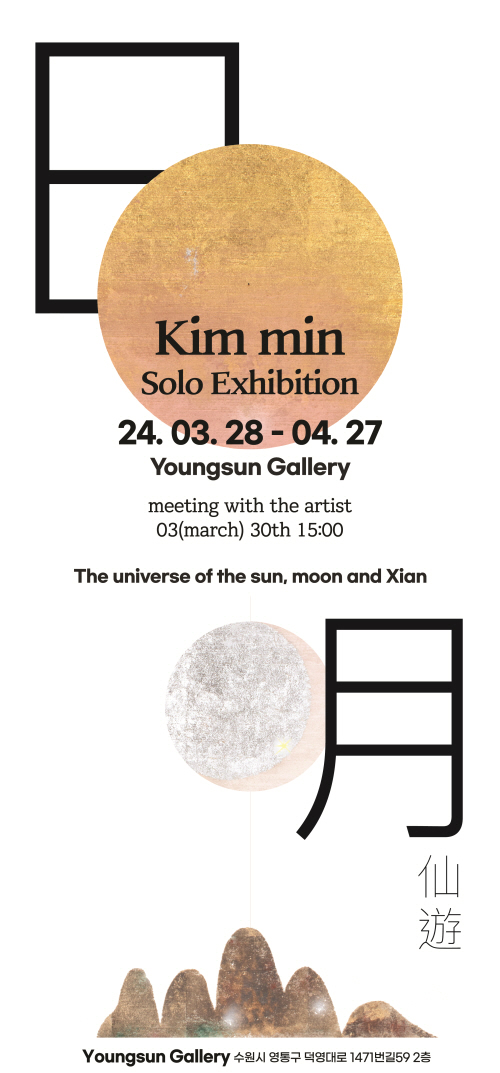 日
Kim min
Solo Exhibition
24. 03. 28 - 04. 27
Youngsun Gallery
meeting with the artist
03(march) 30th 15:00
The universe of the sun, moon and Xian
月
仙
遊
Youngsun Gallery 수원시 영통구 덕영대로 1471번길59 2층